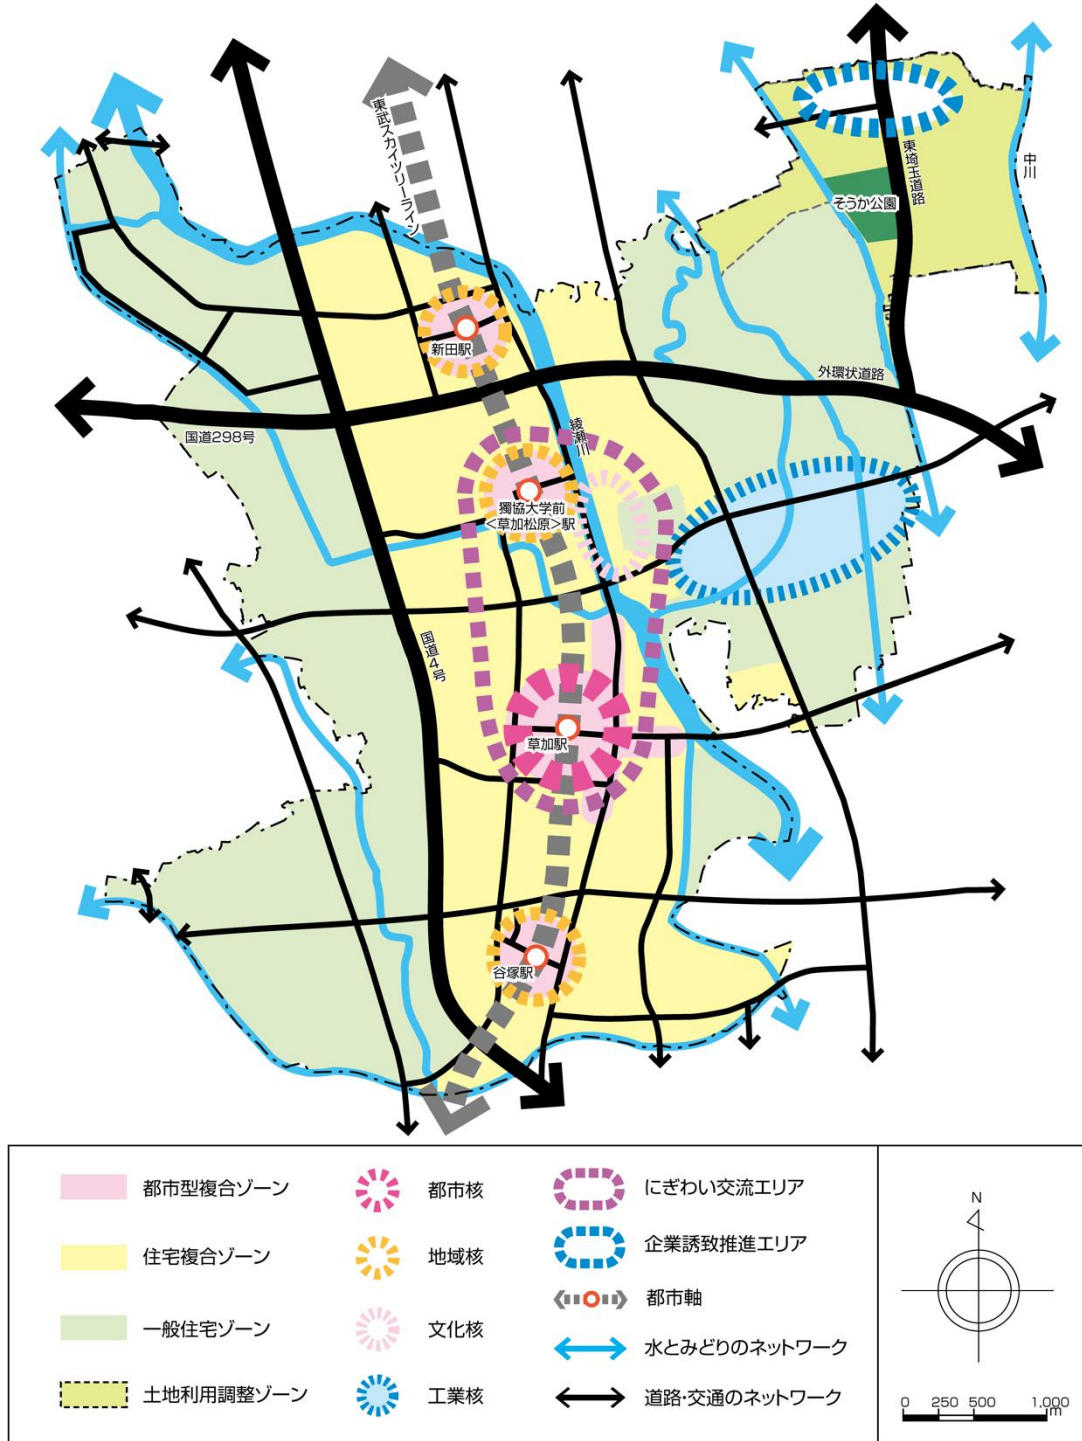 東武スカイツリーライン
東埼玉道路
中川
そうか公園
新田駅
外環状道路
国道298号
綾瀬川
獨協大学前
<草加松原>駅
国道4号
草加駅
谷塚駅
都市型複合ゾーン
住宅複合ゾーン
一般住宅ゾーン
土地利用調整ゾーン
都市核
地域核
文化核
工業核
にぎわい交流エリア
企業誘致推進エリア
都市軸
水とみどりのネットワーク
道路・交通のネットワーク
N
0 250 500 1,000
m